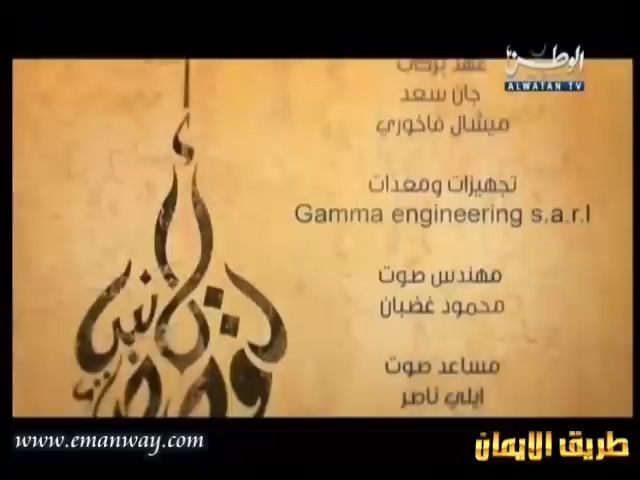 الوطن
ALWATAN TV
جان سعد
ميشال فاخوري
تجهيزات ومعدات
Gamma engineering s.a.r.l
مهندس صوت
محمود غضبان
مساعد صوت
ايلي ناصر
www.emanway.com
طريق الايمان